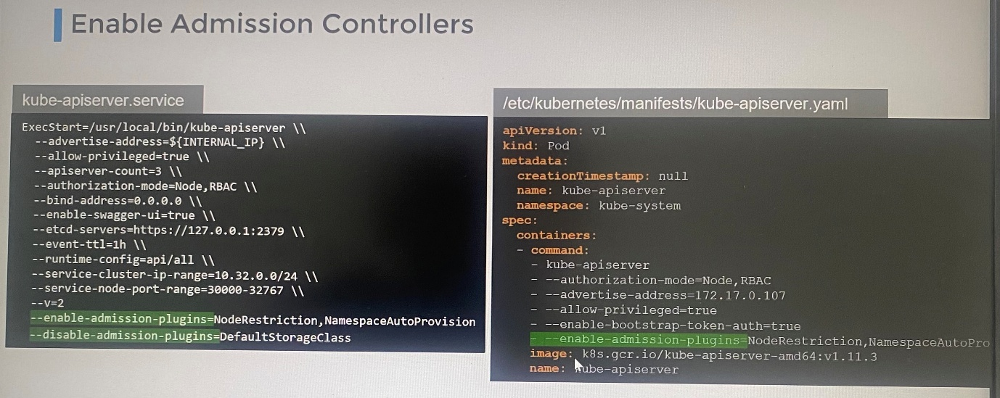 Enable Admission Controllers
kube-apiserver.service
ExecStart=/usr/local/bin/kube-apiserver \\
--advertise-address=${INTERNAL_IP} \\
--allow-privileged=true \\
--apiserver-count=3 \\
--authorization-mode=Node,RBAC \\
--bind-address=0.0.0.0 \\
--enable-swagger-ui=true \\
--etcd-servers=https://127.0.0.1:2379 \\
--event-ttl=1h \\
--runtime-config=api/all \\
--service-cluster-ip-range=10.32.0.0/24 \\
--service-node-port-range=30000-32767 \\
--v=2
--enable-admission-plugins=NodeRestriction,NamespaceAutoProvision
--disable-admission-plugins=DefaultStorageClass
/etc/kubernetes/manifests/kube-apiserver.yaml
apiVersion: v1
kind: Pod
metadata:
creationTimestamp: null
name: kube-apiserver
namespace: kube-system
spec:
containers:
- command:
- kube-apiserver
- --authorization-mode=Node,RBAC
- --advertise-address=172.17.0.107
- --allow-privileged=true
- --enable-bootstrap-token-auth=true
- --enable-admission-plugins=NodeRestriction,NamespaceAutoPro
image: k8s.gcr.io/kube-apiserver-amd64:v1.11.3
name: kube-apiserver